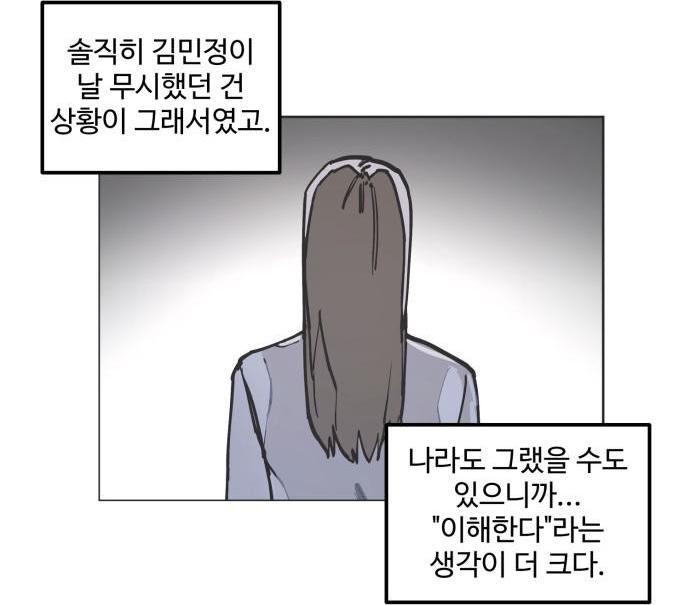 솔직히 김민정이
날 무시했던 건
상황이 그래서였고.
나라도 그랬을 수도
있으니까...
"이해한다"라는
생각이 더 크다.